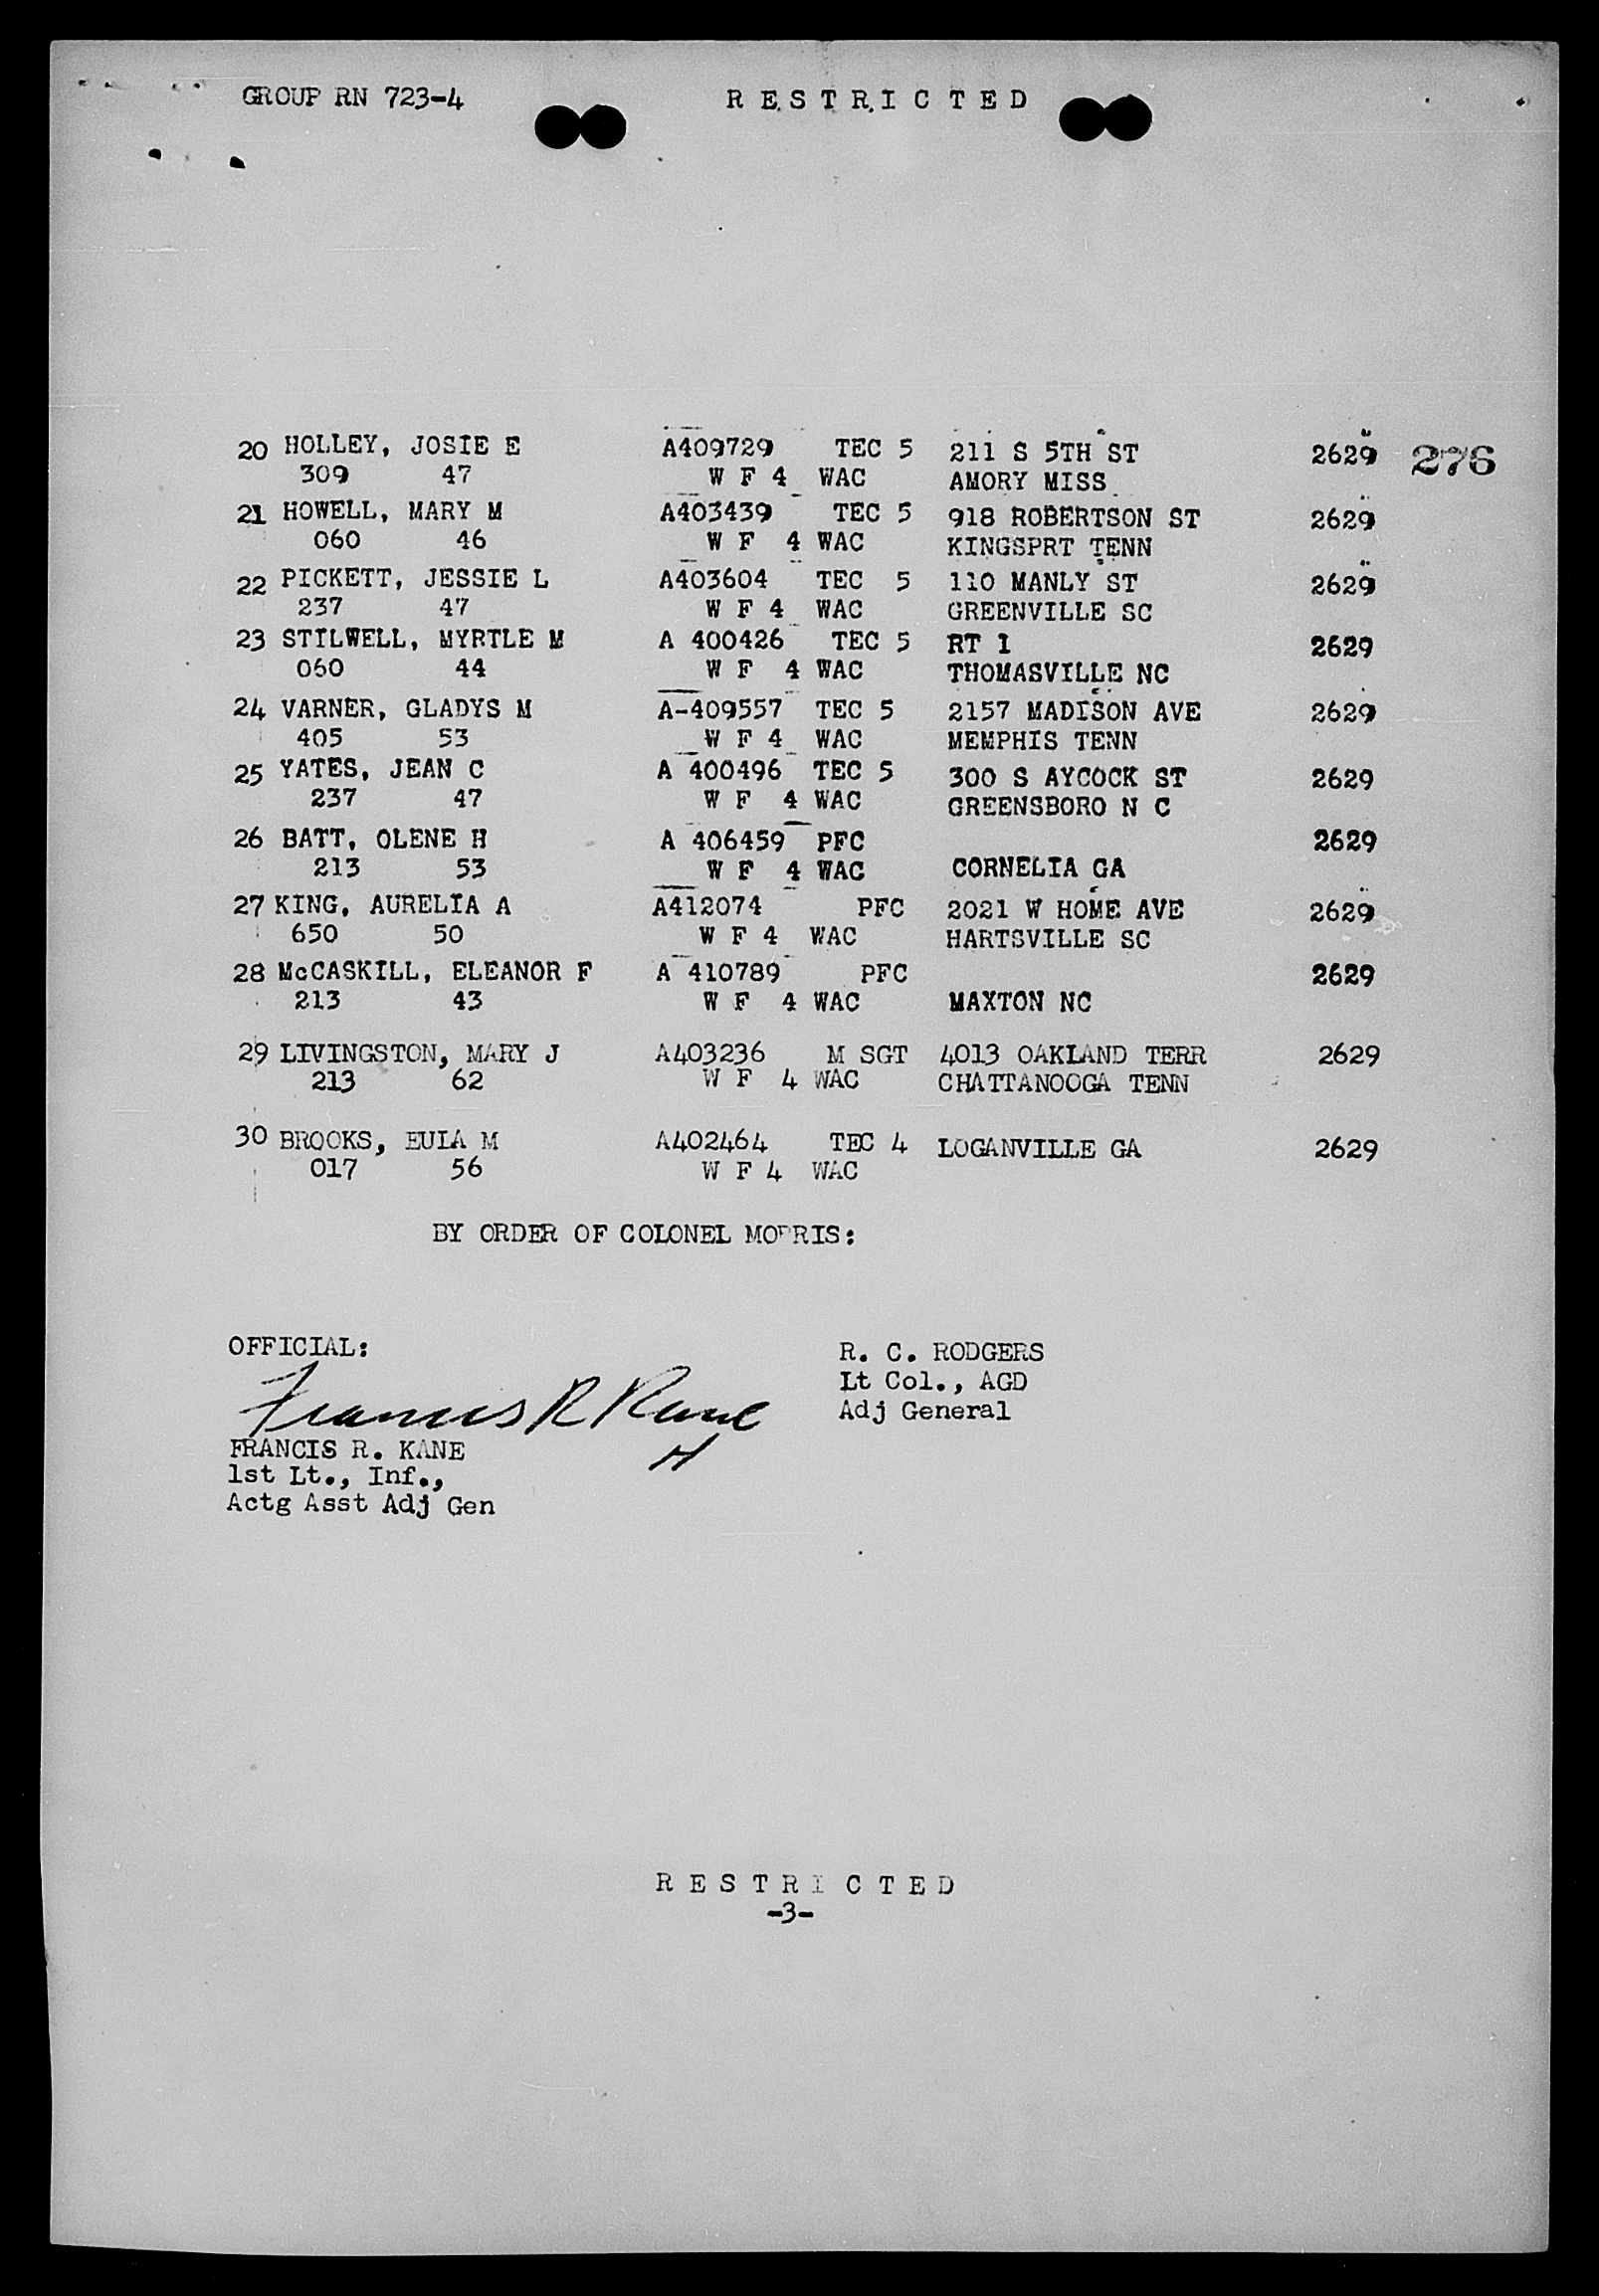 GROUP RN 723-4 RESTRICTED
20 HOLLEY, JOSIE E A409729 TEC 5 211 S 5TH ST 2629 276
309 47 W F 4 WAC AMORY MISS
21 HOWELL, MARY M A403439 TEC 5 918 ROBERTSON ST 2629
060 46 W F 4 WAC KINGSPRT TENN
22 PICKETT, JESSIE L A403604 TEC 5 110 MANLY ST 2629
237 47 W F 4 WAC GREENVILLE SC
23 STILWELL, MYRTLE M A 400426 TEC 5 RT 1 2629
060 44 W F 4 WAC THOMASVILLE NC
24 VARNER, GLADYS M A-409557 TEC 5 2157 MADISON AVE 2629
405 53 W F 4 WAC MEMPHIS TENN
25 YATES, JEAN C A 400496 TEC 5 300 S AYCOCK ST 2629
237 47 W F 4 WAC GREENSBORO N C
26 BATT, OLENE H A 406459 PFC 2629
213 53 W F 4 WAC CORNELIA GA
27 KING, AURELIA A A412074 PFC 2021 W HOME AVE 2629
650 50 W F 4 WAC HARTSVILLE SC
28 McCASKILL, ELEANOR F A 410789 PFC 2629
213 43 W F 4 WAC MAXTON NC
29 LIVINGSTON, MARY J A403236 M SGT 4013 OAKLAND TERR 2629
213 62 W F 4 WAC CHATTANOOGA TENN
30 BROOKS, EULA M A402464 TEC 4 LOGANVILLE GA 2629
017 56 W F 4 WAC
BY ORDER OF COLONEL MORRIS:
OFFICIAL: R. C. RODGERS
Lt Col., AGD
Francis R Kane Adj General
H
FRANCIS R. KANE
1st Lt., Inf.,
Actg Asst Adj Gen
RESTRICTED
-3-